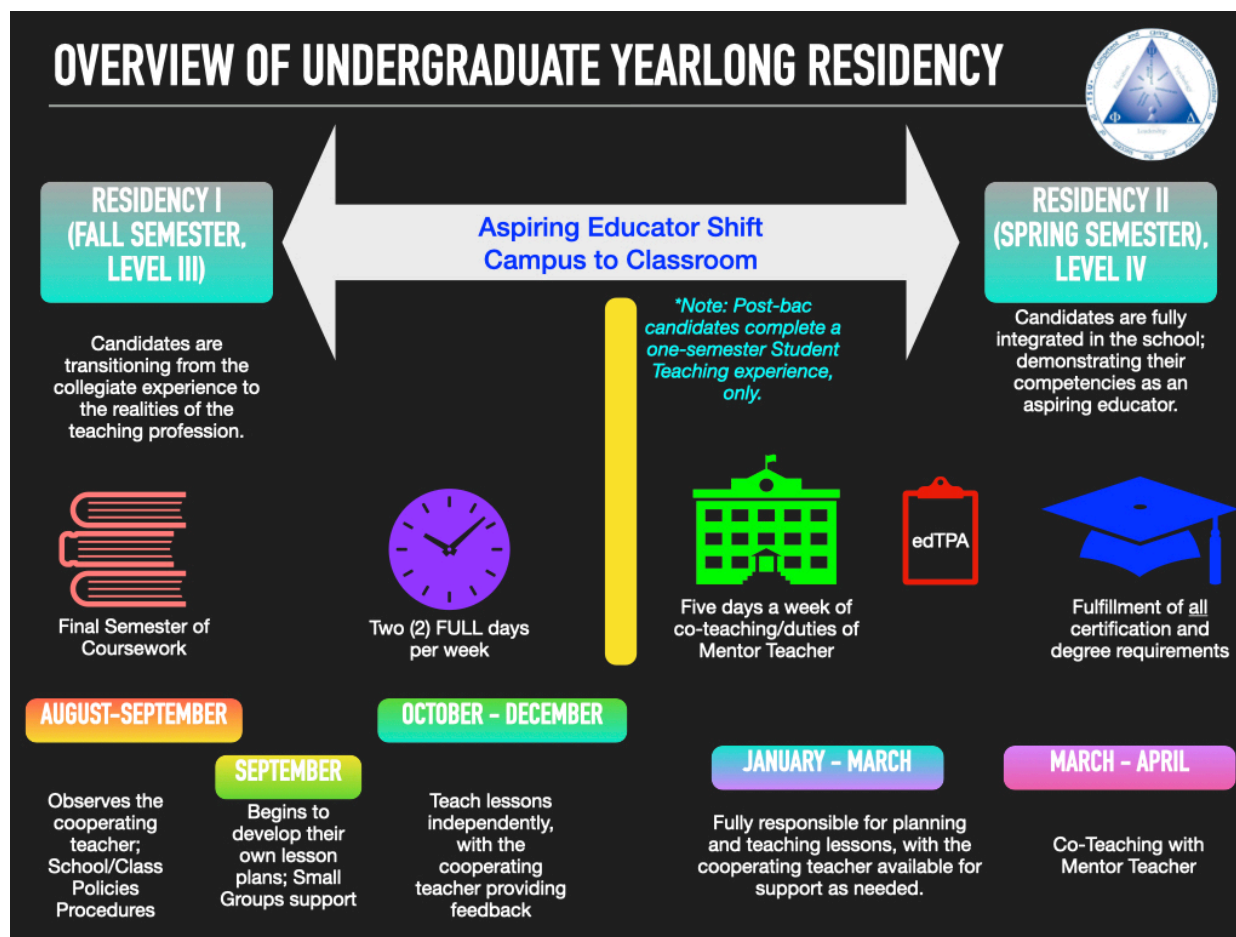 OVERVIEW OF UNDERGRADUATE YEARLONG RESIDENCY
RESIDENCY I
(FALL SEMESTER,
LEVEL III)
Aspiring Educator Shift
Campus to Classroom
RESIDENCY II
(SPRING SEMESTER),
LEVEL IV
Candidates are
transitioning from the
collegiate experience to
the realities of the
teaching profession.
*Note: Post-bac
candidates complete a
one-semester Student
Teaching experience,
only.
Candidates are fully
integrated in the school;
demonstrating their
competencies as an
aspiring educator.
Final Semester of
Coursework
Two (2) FULL days
per week
Five days a week of
co-teaching/duties of
Mentor Teacher
edTPA
Fulfillment of all
certification and
degree requirements
AUGUST-SEPTEMBER
Observes the
cooperating
teacher;
School/Class
Policies
Procedures
SEPTEMBER
Begins to
develop their
own lesson
plans; Small
Groups support
OCTOBER - DECEMBER
Teach lessons
independently,
with the
cooperating
teacher providing
feedback
JANUARY - MARCH
Fully responsible for planning
and teaching lessons, with the
cooperating teacher available for
support as needed.
MARCH - APRIL
Co-Teaching with
Mentor Teacher